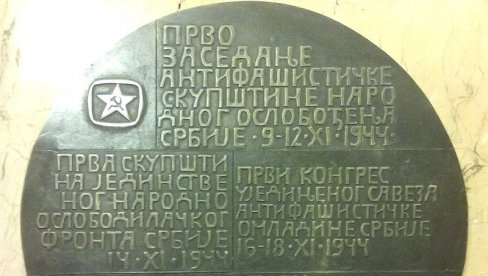 ПРВО
ЗАСЕДАЊЕ
АНТИФАШИСТИЧКЕ
СКУПШТИНЕ НАРО
ДНОГ ОСЛОБОЂЕЊА
СРБИЈЕ · 9-12 · XI · 1944 ·
ПРВА СКУПШТИ
НА ЈЕДИНСТВЕ
НОГ НАРОДНО
ОСЛОБОДИЛАЧКОГ
ФРОНТА СРБИЈЕ
14 · XI · 1944
ПРВИ КОНГРЕС
УЈЕДИЊЕНОГ САВЕЗА
АНТИФАШИСТИЧКЕ
ОМЛАДИНЕ СРБИЈЕ
16-18 · XI · 1944